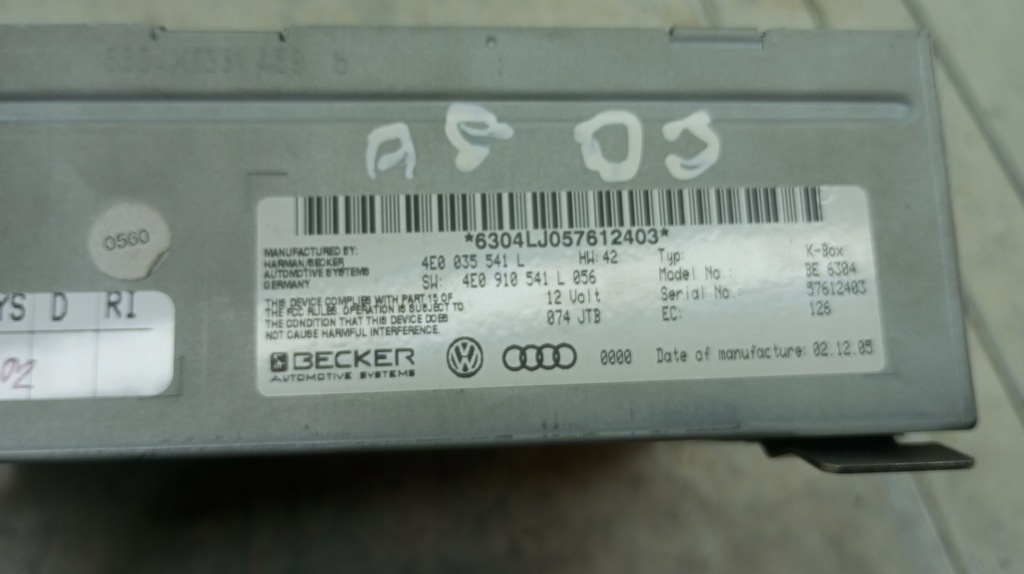 0560
YS D RI
02
*6304LJ057612403*
MANUFACTURED BY:
HARMAN/BECKER
AUTOMOTIVE SYSTEMS
GERMANY
THIS DEVICE COMPLIES WITH PART 15 OF
THE FCC RULES. OPERATION IS SUBJECT TO
THE CONDITION THAT THIS DEVICE DOES
NOT CAUSE HARMFUL INTERFERENCE.
4E0 035 541 L HW: 42
SW: 4E0 910 541 L 056
12 Volt
074 JTB
Typ: K-Box
Model No.: BE 6304
Serial No.: 57612403
EC: 126
BECKER
AUTOMOTIVE SYSTEMS
0000 Date of manufacture: 02.12.05